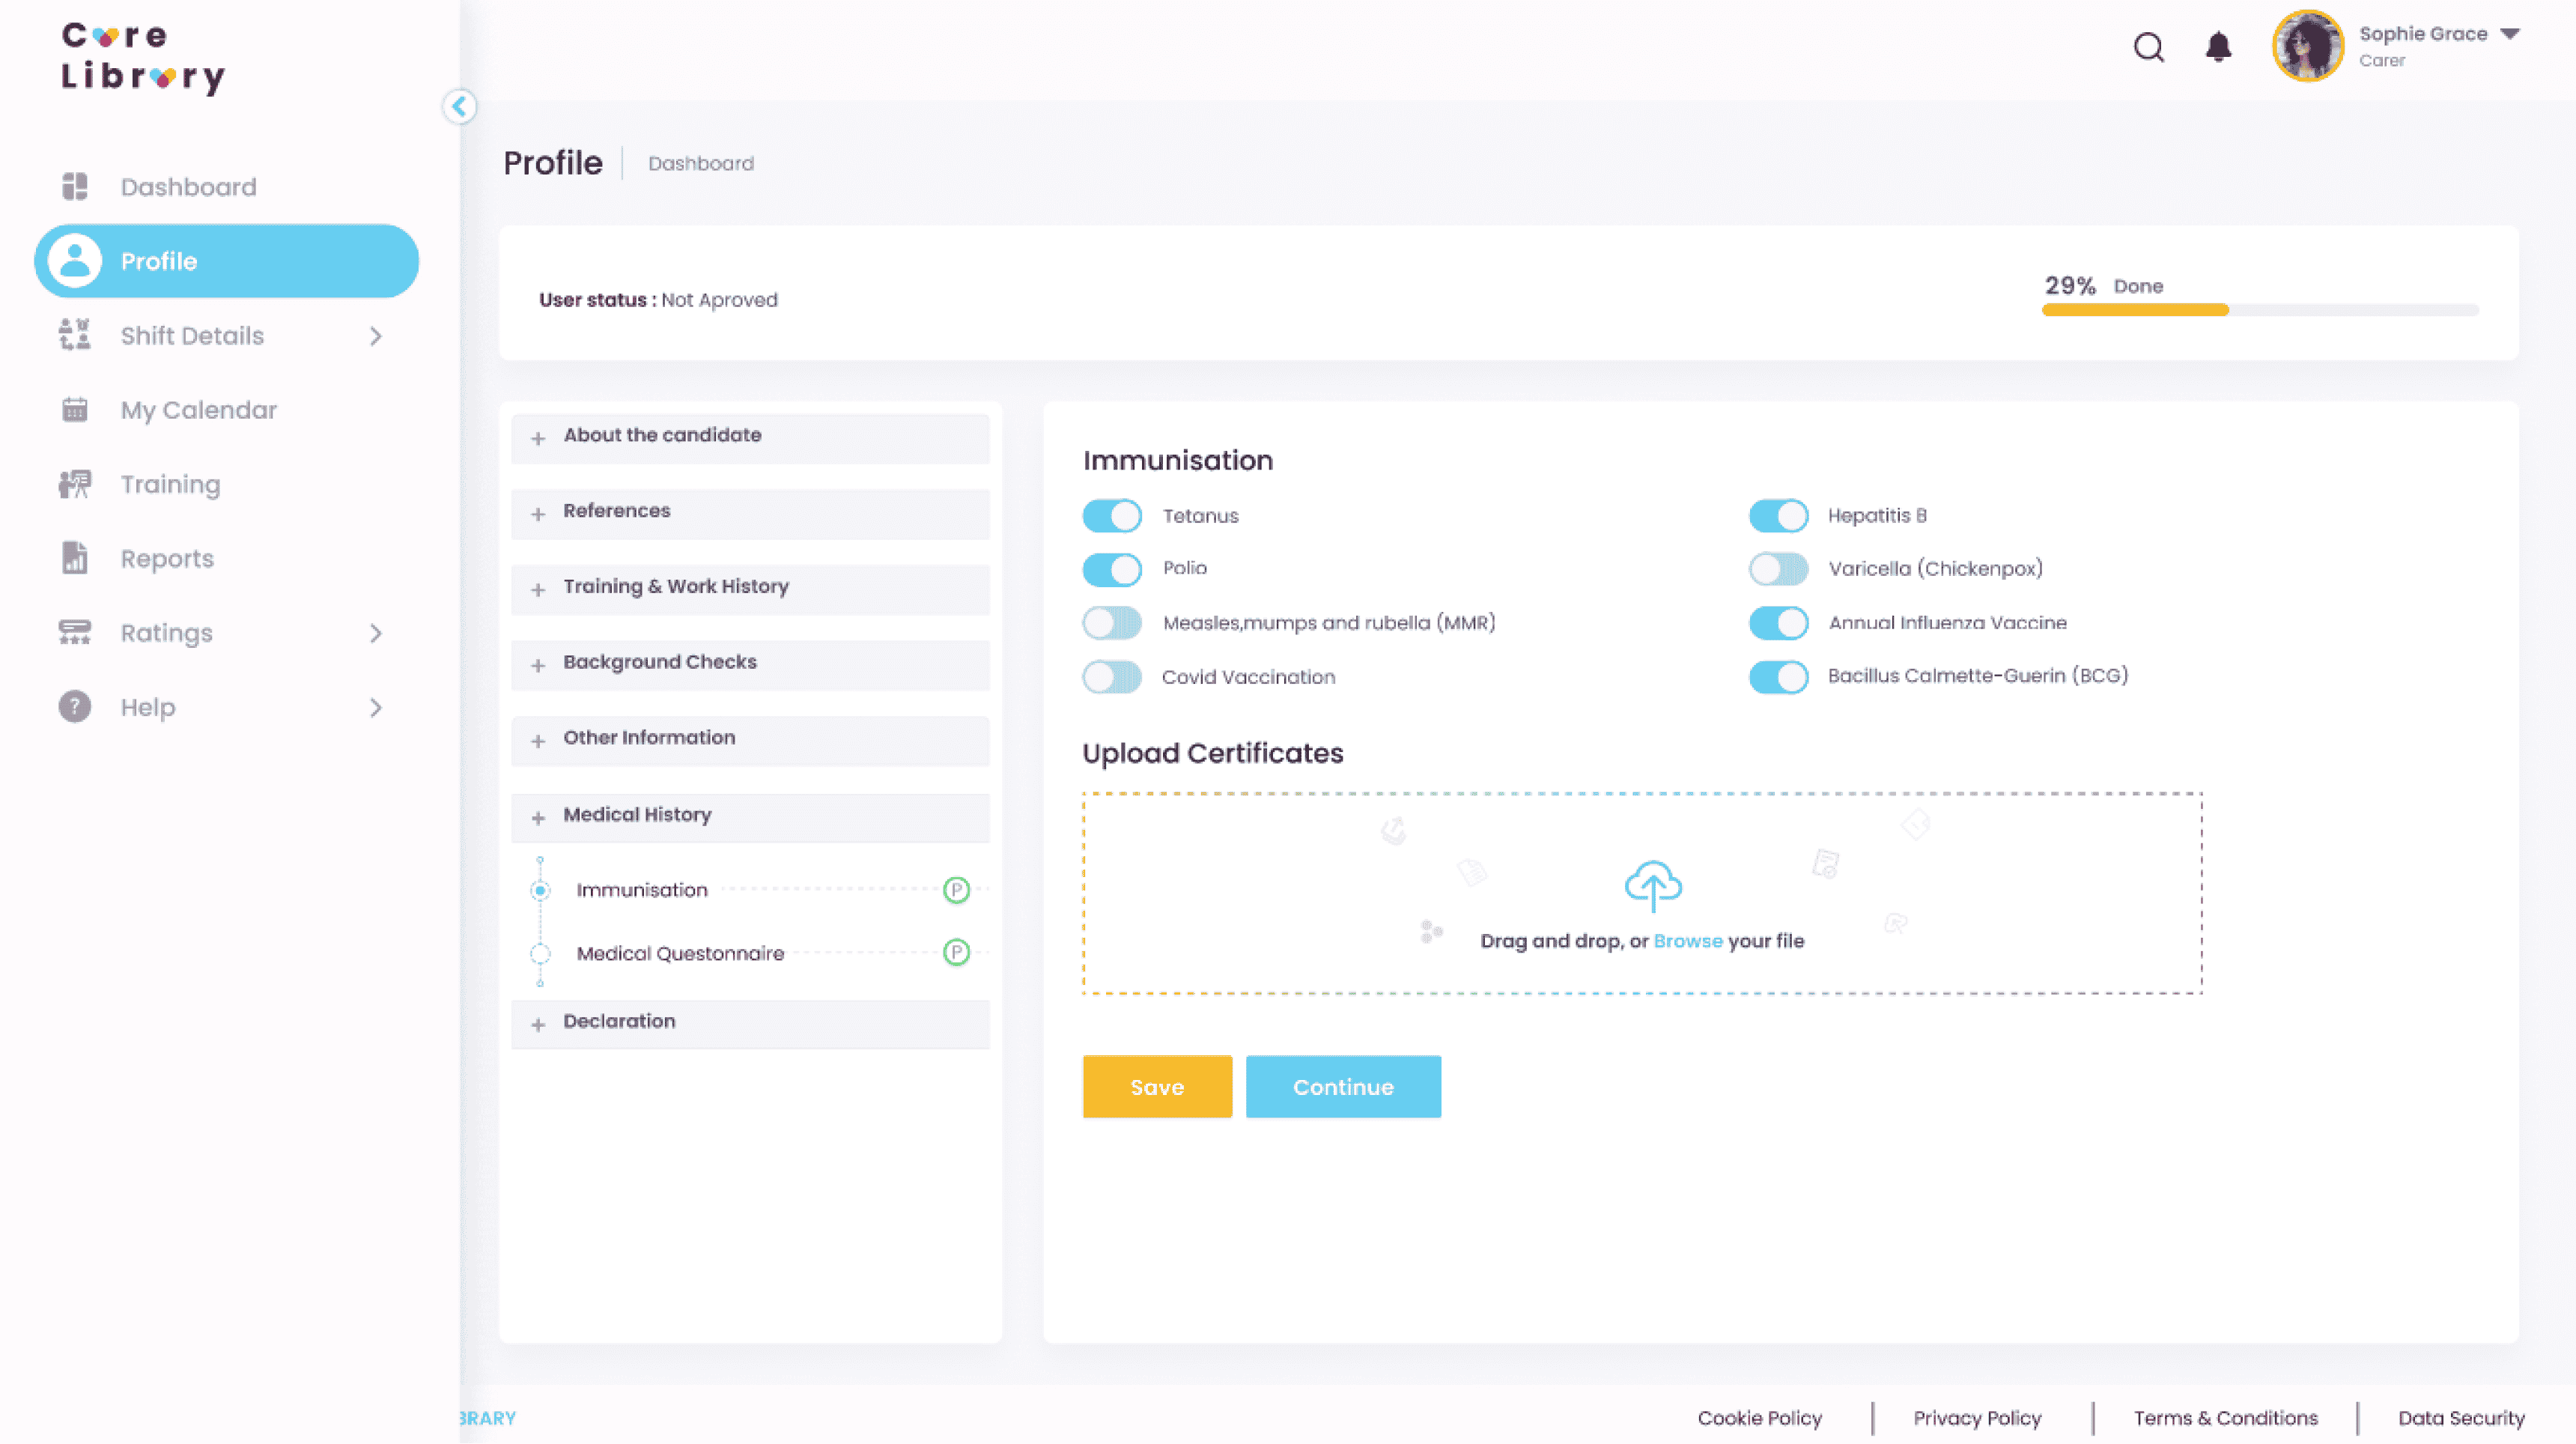 Care
Library
Sophie Grace
Carer
Profile
Dashboard
Dashboard
Profile
Shift Details
My Calendar
Training
Reports
Ratings
? Help
User status : Not Aproved
29% Done
+ About the candidate
+ References
+ Training & Work History
+ Background Checks
+ Other Information
+ Medical History
Immunisation P
Medical Questonnaire P
+ Declaration
Immunisation
Tetanus
Hepatitis B
Polio
Varicella (Chickenpox)
Measles,mumps and rubella (MMR)
Annual Influenza Vaccine
Covid Vaccination
Bacillus Calmette-Guerin (BCG)
Upload Certificates
Drag and drop, or Browse your file
Save
Continue
BRARY
Cookie Policy
Privacy Policy
Terms & Conditions
Data Security